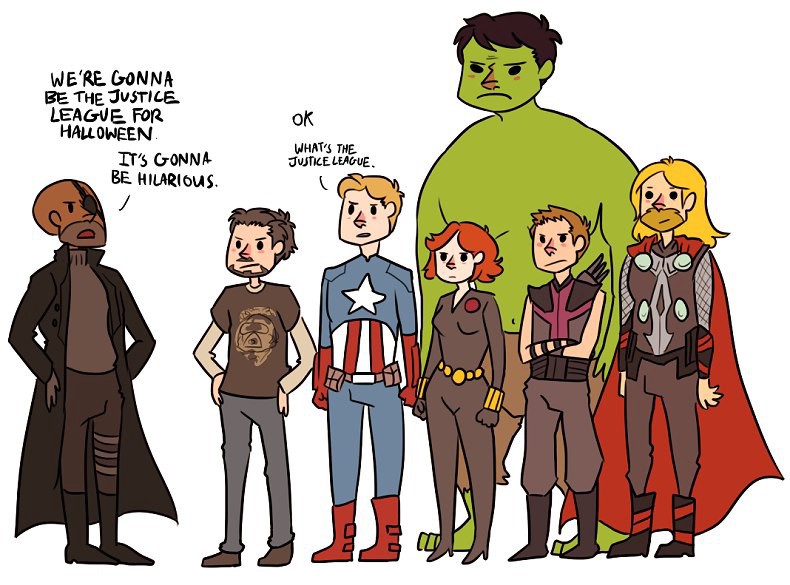 WE'RE GONNA
BE THE JUSTICE
LEAGUE FOR
HALLOWEEN.
IT'S GONNA
BE HILARIOUS.
OK
WHAT'S THE
JUSTICE LEAGUE.